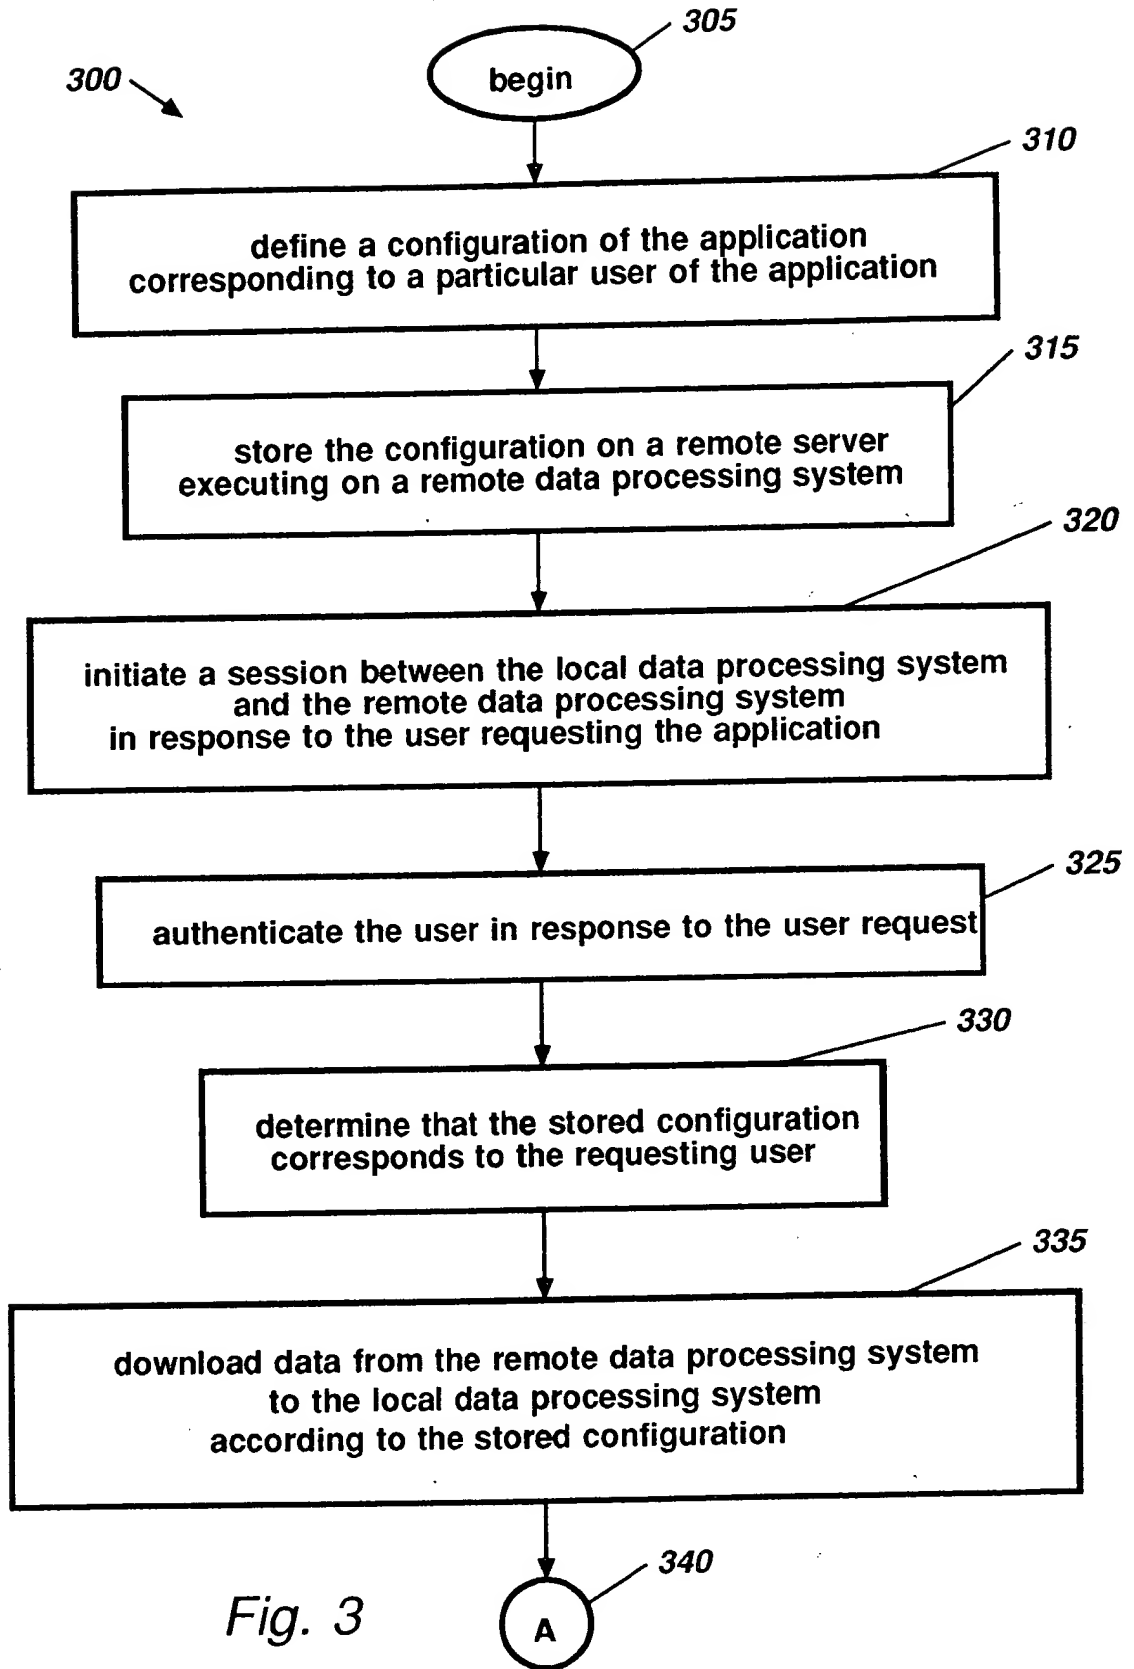 305
300
begin
310
define a configuration of the application
corresponding to a particular user of the application
315
store the configuration on a remote server
executing on a remote data processing system
320
initiate a session between the local data processing system
and the remote data processing system
in response to the user requesting the application
325
authenticate the user in response to the user request
330
determine that the stored configuration
corresponds to the requesting user
335
download data from the remote data processing system
to the local data processing system
according to the stored configuration
340
A
Fig. 3